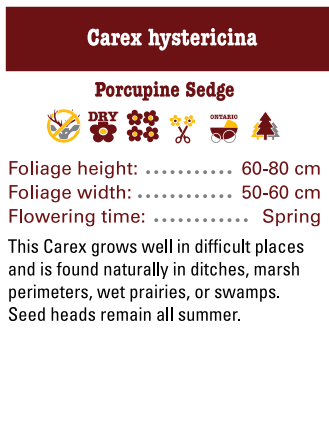 Carex hystericina
Porcupine Sedge
DRY
ONTARIO
Foliage height: ............ 60-80 cm
Foliage width: ............ 50-60 cm
Flowering time: ............ Spring
This Carex grows well in difficult places
and is found naturally in ditches, marsh
perimeters, wet prairies, or swamps.
Seed heads remain all summer.